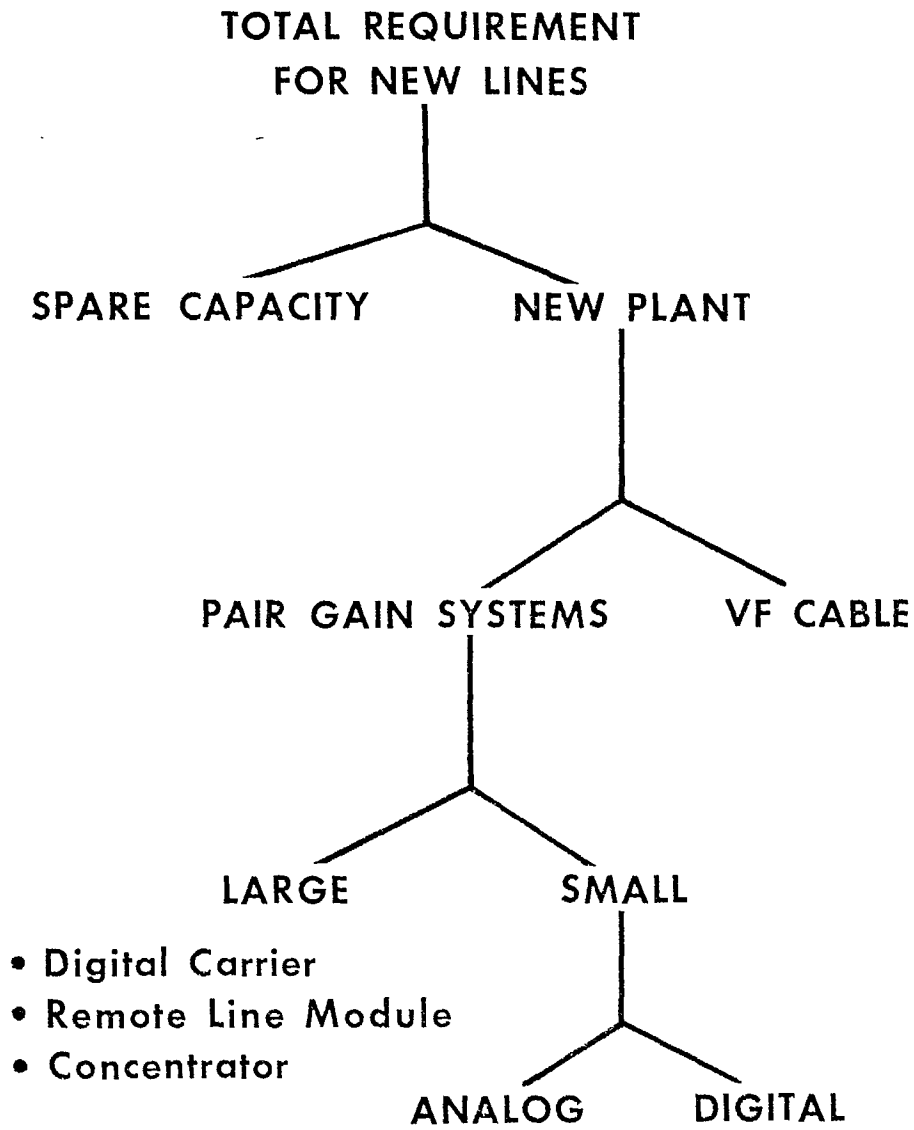 TOTAL REQUIREMENT
FOR NEW LINES
SPARE CAPACITY
NEW PLANT
PAIR GAIN SYSTEMS
VF CABLE
LARGE
SMALL
• Digital Carrier
• Remote Line Module
• Concentrator
ANALOG
DIGITAL